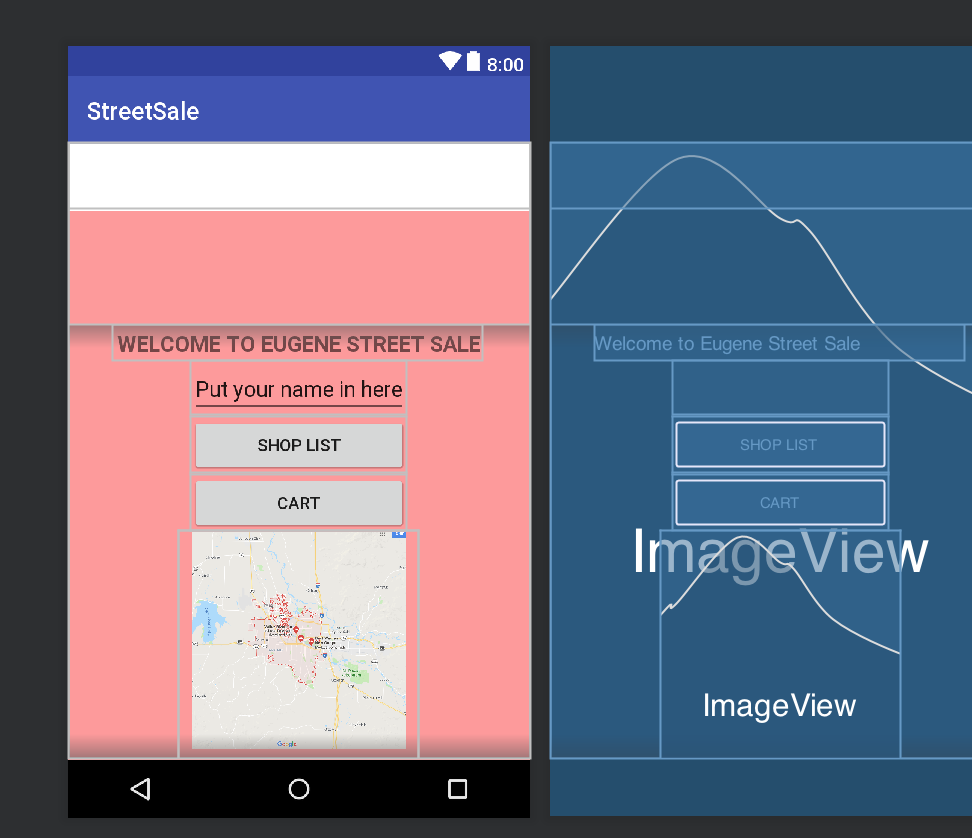 8:00
StreetSale
WELCOME TO EUGENE STREET SALE
Put your name in here
SHOP LIST
CART
Google
Welcome to Eugene Street Sale
SHOP LIST
CART
ImageView
ImageView